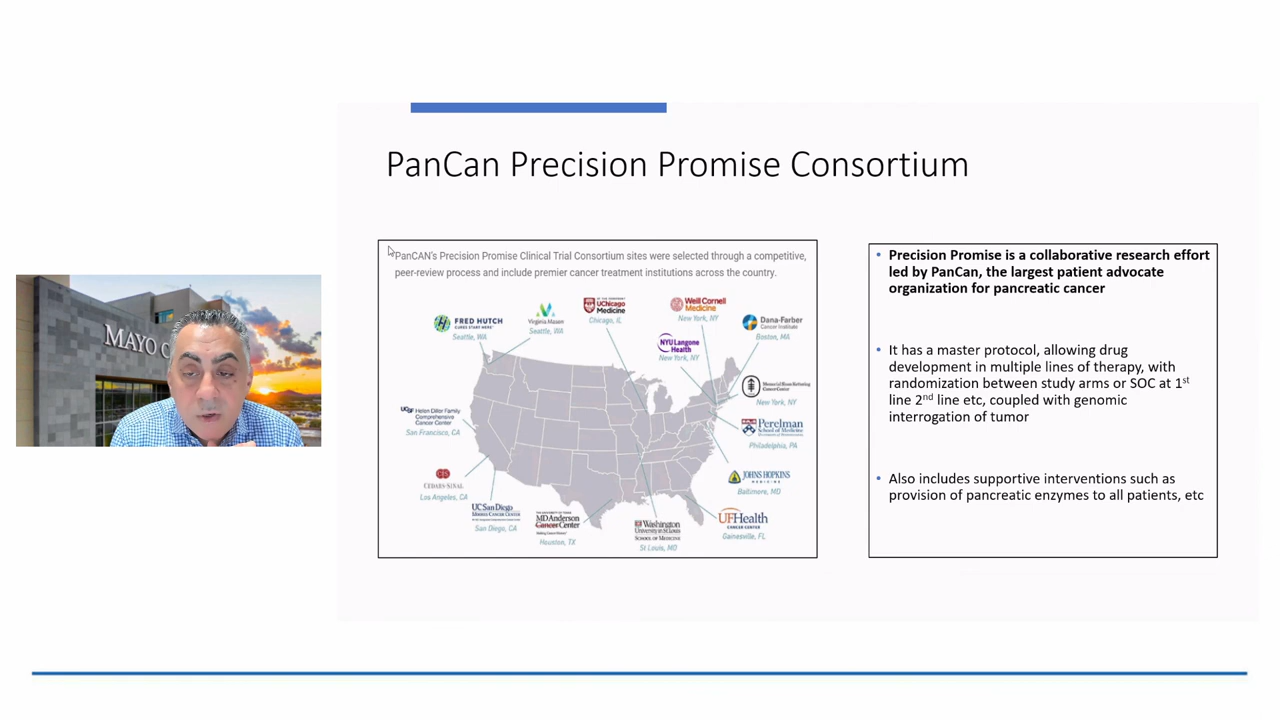 PanCan Precision Promise Consortium
PanCAN's Precision Promise Clinical Trial Consortium sites were selected through a competitive,
peer-review process and include premier cancer treatment institutions across the country.
FRED HUTCH
CURES START HERE
Seattle, WA
Virginia Mason
Seattle, WA
UChicago
Medicine
Chicago, IL
Weill Cornell
Medicine
New York, NY
NYU Langone
Health
New York, NY
Dana-Farber
Cancer Institute
Boston, MA
Memorial Sloan Kettering
Cancer Center
New York, NY
UCSF Helen Diller Family
Comprehensive
Cancer Center
San Francisco, CA
Perelman
School of Medicine
Philadelphia, PA
CEDARS-SINAI
Los Angeles, CA
JOHNS HOPKINS
MEDICINE
Baltimore, MD
UC San Diego
MOORES CANCER CENTER
San Diego, CA
MD Anderson
Cancer Center
Houston, TX
Washington
University in St. Louis
SCHOOL OF MEDICINE
St Louis, MO
UFHealth
CANCER CENTER
Gainesville, FL
• Precision Promise is a collaborative research effort
led by PanCan, the largest patient advocate
organization for pancreatic cancer
• It has a master protocol, allowing drug
development in multiple lines of therapy, with
randomization between study arms or SOC at 1st
line 2nd line etc, coupled with genomic
interrogation of tumor
• Also includes supportive interventions such as
provision of pancreatic enzymes to all patients, etc
MAYO C